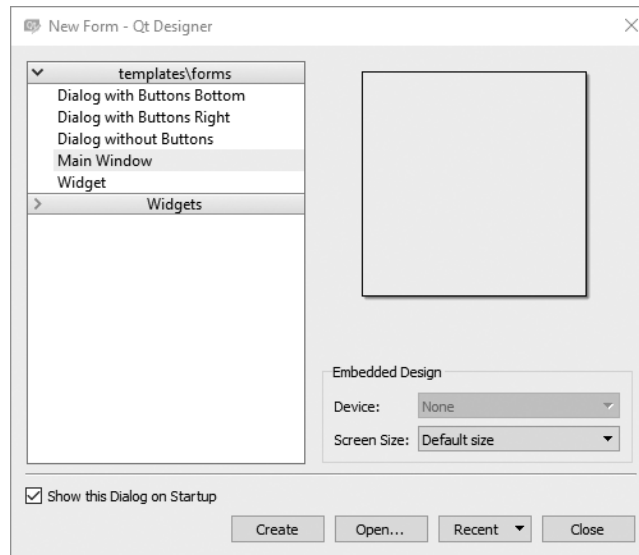 New Form - Qt Designer
templates\forms
Dialog with Buttons Bottom
Dialog with Buttons Right
Dialog without Buttons
Main Window
Widget
Widgets
Embedded Design
Device: None
Screen Size: Default size
Show this Dialog on Startup
Create Open... Recent Close